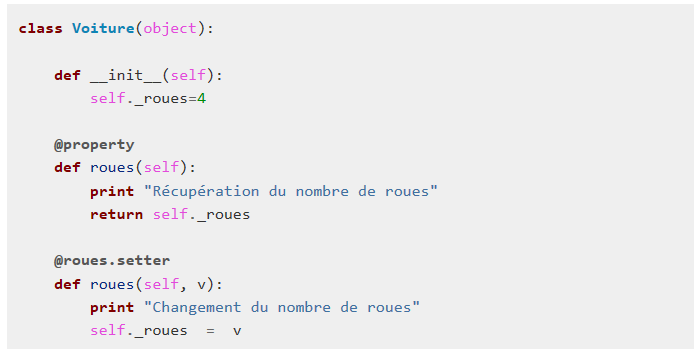 class Voiture(object):
def __init__(self):
self._roues=4
@property
def roues(self):
print "Récupération du nombre de roues"
return self._roues
@roues.setter
def roues(self, v):
print "Changement du nombre de roues"
self._roues = v